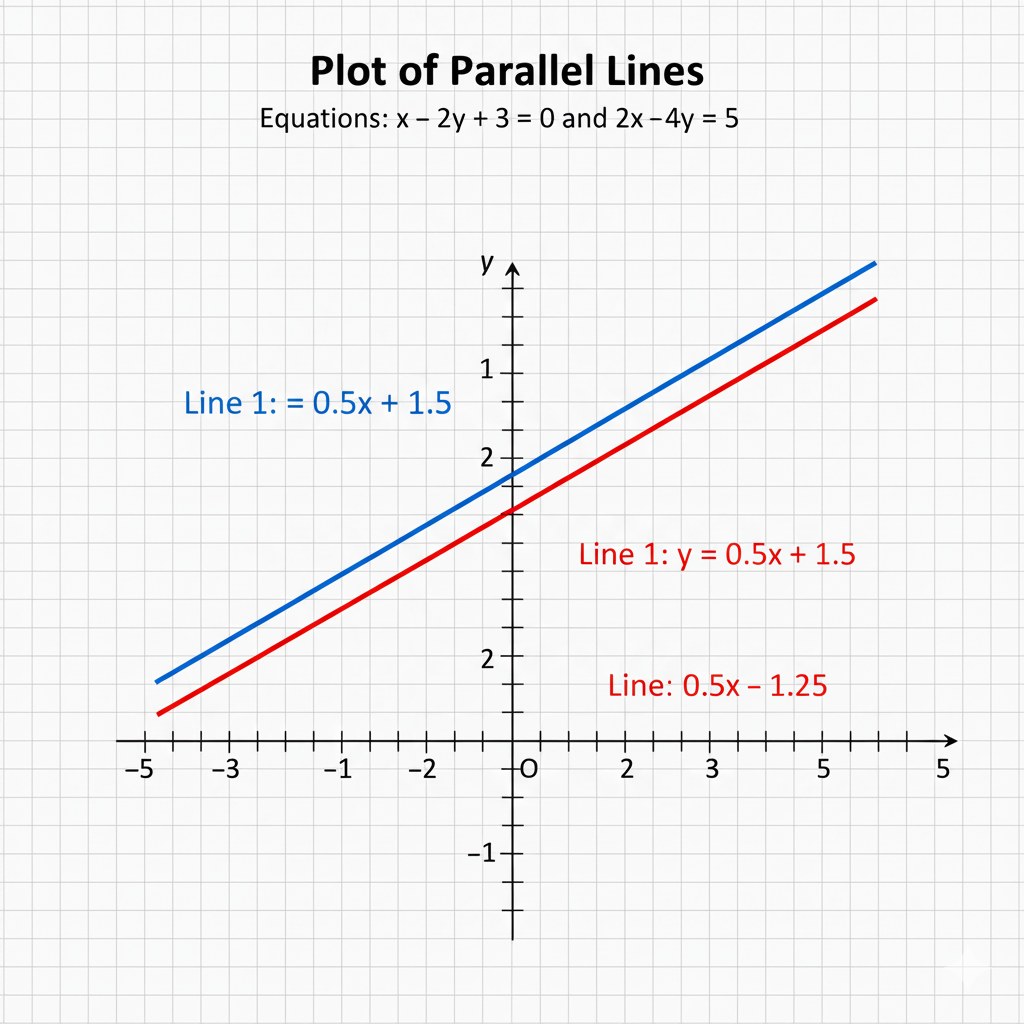 Plot of Parallel Lines
Equations: x − 2y + 3 = 0 and 2x −4y = 5
y
1
Line 1: = 0.5x + 1.5
2
Line 1: y = 0.5x + 1.5
2
Line: 0.5x − 1.25
−5 −3 −1 −2 O 2 3 5 5
−1